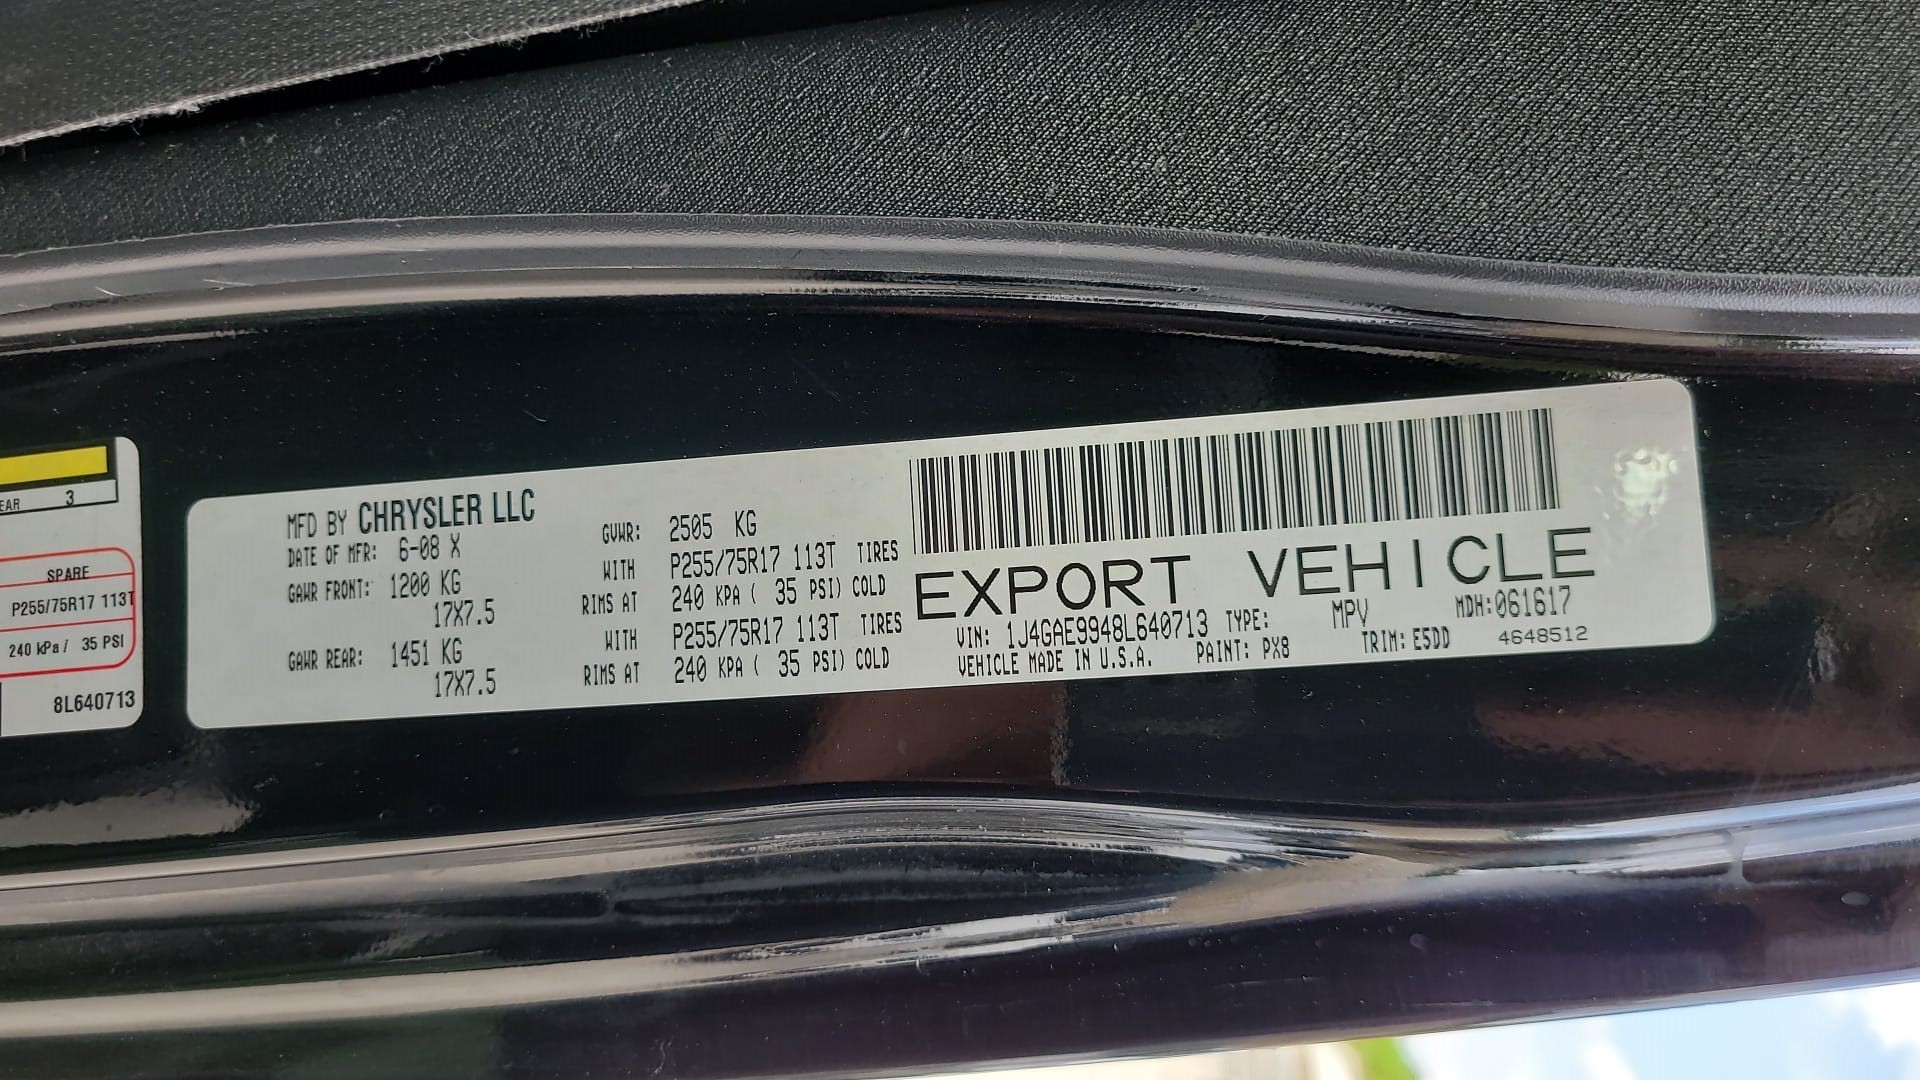 EAR 3
SPARE
P255/75R17 113T
240 kPa / 35 PSI
8L640713
MFD BY CHRYSLER LLC
DATE OF MFR: 6-08 X
GAWR FRONT: 1200 KG
17X7.5
GAWR REAR: 1451 KG
17X7.5
GVWR: 2505 KG
WITH P255/75R17 113T TIRES
RIMS AT 240 KPA ( 35 PSI) COLD
WITH P255/75R17 113T TIRES
RIMS AT 240 KPA ( 35 PSI) COLD
EXPORT VEHICLE
VIN: 1J4GAE9948L640713 TYPE: MPV MDH:061617
VEHICLE MADE IN U.S.A. PAINT: PX8 TRIM: E5DD 4648512